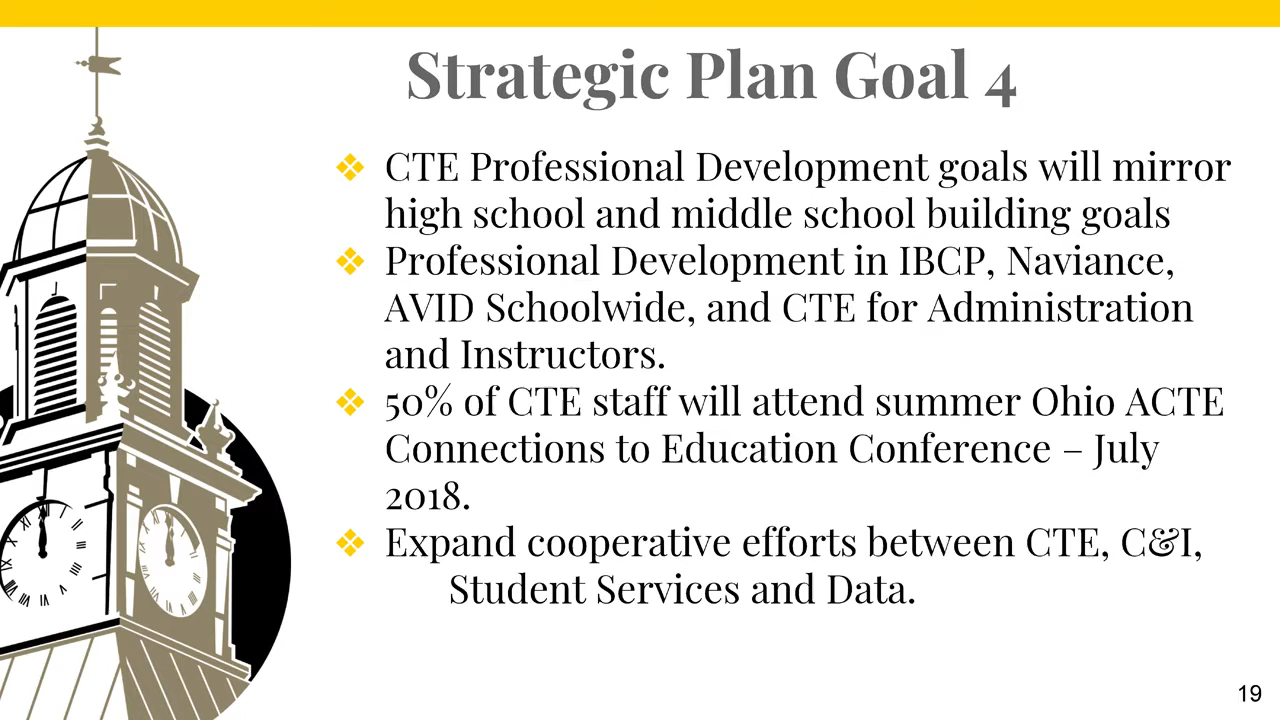 Strategic Plan Goal 4
❖ CTE Professional Development goals will mirror
high school and middle school building goals
❖ Professional Development in IBCP, Naviance,
AVID Schoolwide, and CTE for Administration
and Instructors.
❖ 50% of CTE staff will attend summer Ohio ACTE
Connections to Education Conference – July
2018.
❖ Expand cooperative efforts between CTE, C&I,
Student Services and Data.
19